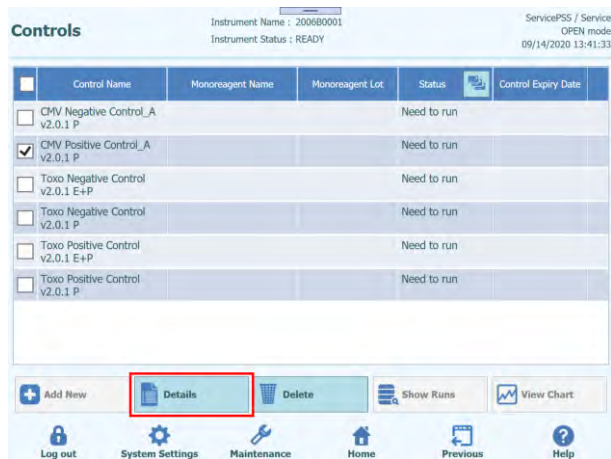 Controls
Instrument Name : 2006B0001
Instrument Status : READY
ServicePSS / Service
OPEN mode
09/14/2020 13:41:33
Control Name Monoreagent Name Monoreagent Lot Status Control Expiry Date
CMV Negative Control_A Need to run
v2.0.1 P
CMV Positive Control_A Need to run
v2.0.1 P
Toxo Negative Control Need to run
v2.0.1 E+P
Toxo Negative Control Need to run
v2.0.1 P
Toxo Positive Control Need to run
v2.0.1 E+P
Toxo Positive Control Need to run
v2.0.1 P
Add New Details Delete Show Runs View Chart
Log out System Settings Maintenance Home Previous Help